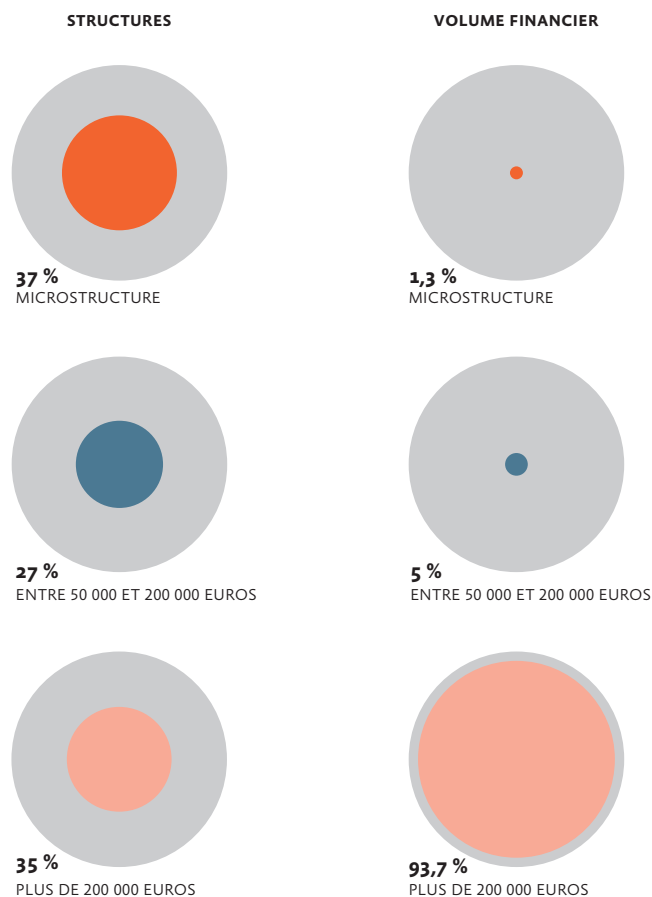 STRUCTURES
VOLUME FINANCIER
37 %
MICROSTRUCTURE
1,3 %
MICROSTRUCTURE
27 %
ENTRE 50 000 ET 200 000 EUROS
5 %
ENTRE 50 000 ET 200 000 EUROS
35 %
PLUS DE 200 000 EUROS
93,7 %
PLUS DE 200 000 EUROS